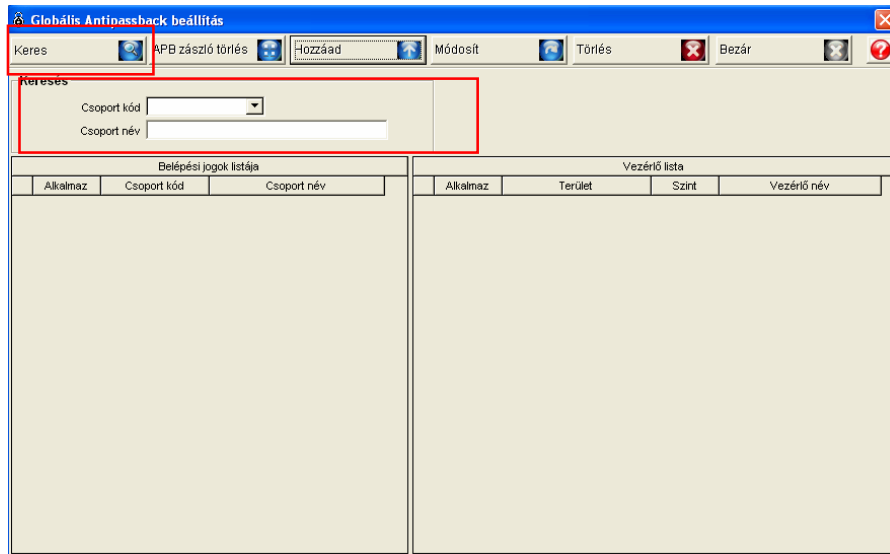 Globális Antipassback beállítás
Keres APB zászló törlés Hozzáad Módosít Törlés Bezár ?
Keresés
Csoport kód
Csoport név
Belépési jogok listája Vezérlő lista
Alkalmaz Csoport kód Csoport név Alkalmaz Terület Szint Vezérlő név